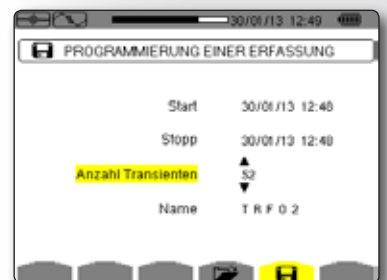 30/01/13 12:49
PROGRAMMIERUNG EINER ERFASSUNG
Start 30/01/13 12:48
Stopp 30/01/13 12:48
Anzahl Transienten 52
Name TRF02